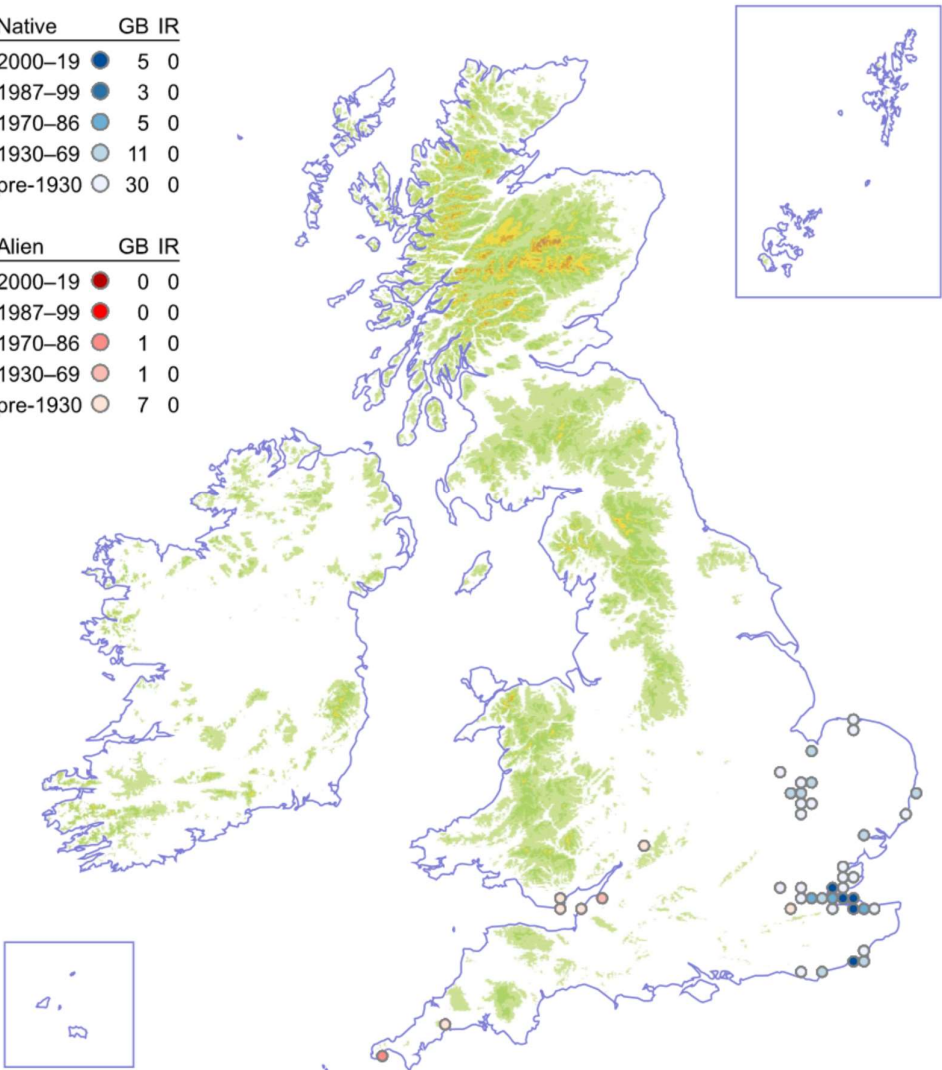 Native GB IR
2000–19 5 0
1987–99 3 0
1970–86 5 0
1930–69 11 0
pre-1930 30 0
Alien GB IR
2000–19 0 0
1987–99 0 0
1970–86 1 0
1930–69 1 0
pre-1930 7 0